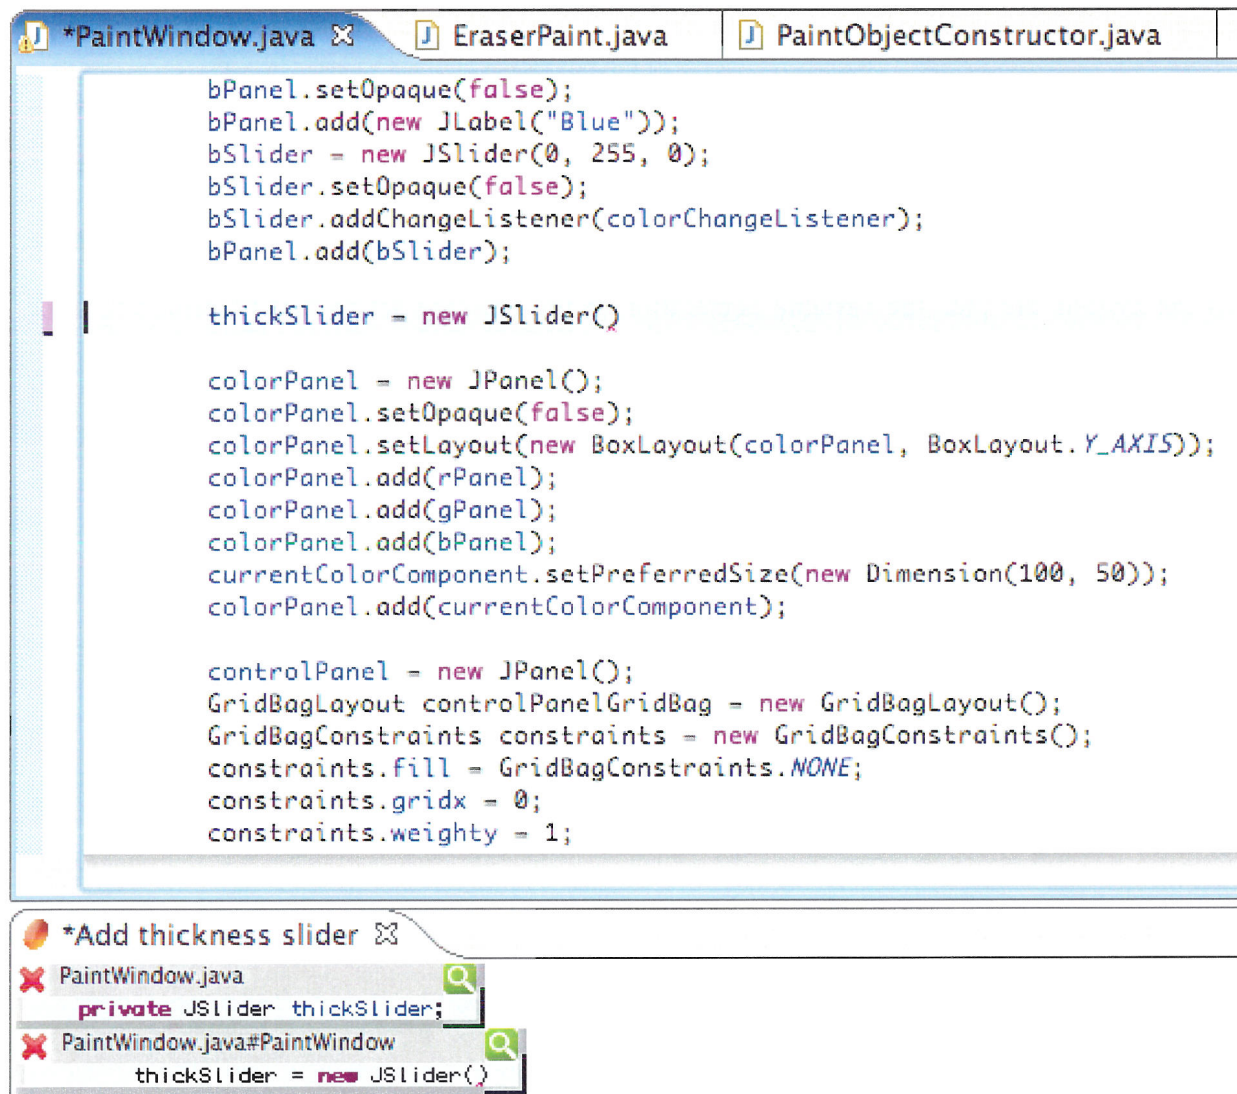 *PaintWindow.java
EraserPaint.java
PaintObjectConstructor.java
bPanel.setOpaque(false);
bPanel.add(new JLabel("Blue"));
bSlider = new JSlider(0, 255, 0);
bSlider.setOpaque(false);
bSlider.addChangeListener(colorChangeListener);
bPanel.add(bSlider);
thickSlider = new JSlider()
colorPanel = new JPanel();
colorPanel.setOpaque(false);
colorPanel.setLayout(new BoxLayout(colorPanel, BoxLayout.Y_AXIS));
colorPanel.add(rPanel);
colorPanel.add(gPanel);
colorPanel.add(bPanel);
currentColorComponent.setPreferredSize(new Dimension(100, 50));
colorPanel.add(currentColorComponent);
controlPanel = new JPanel();
GridBagLayout controlPanelGridBag = new GridBagLayout();
GridBagConstraints constraints = new GridBagConstraints();
constraints.fill = GridBagConstraints.NONE;
constraints.gridx = 0;
constraints.weighty = 1;
*Add thickness slider
PaintWindow.java
private JSlider thickSlider;
PaintWindow.java#PaintWindow
thickSlider = new JSlider()